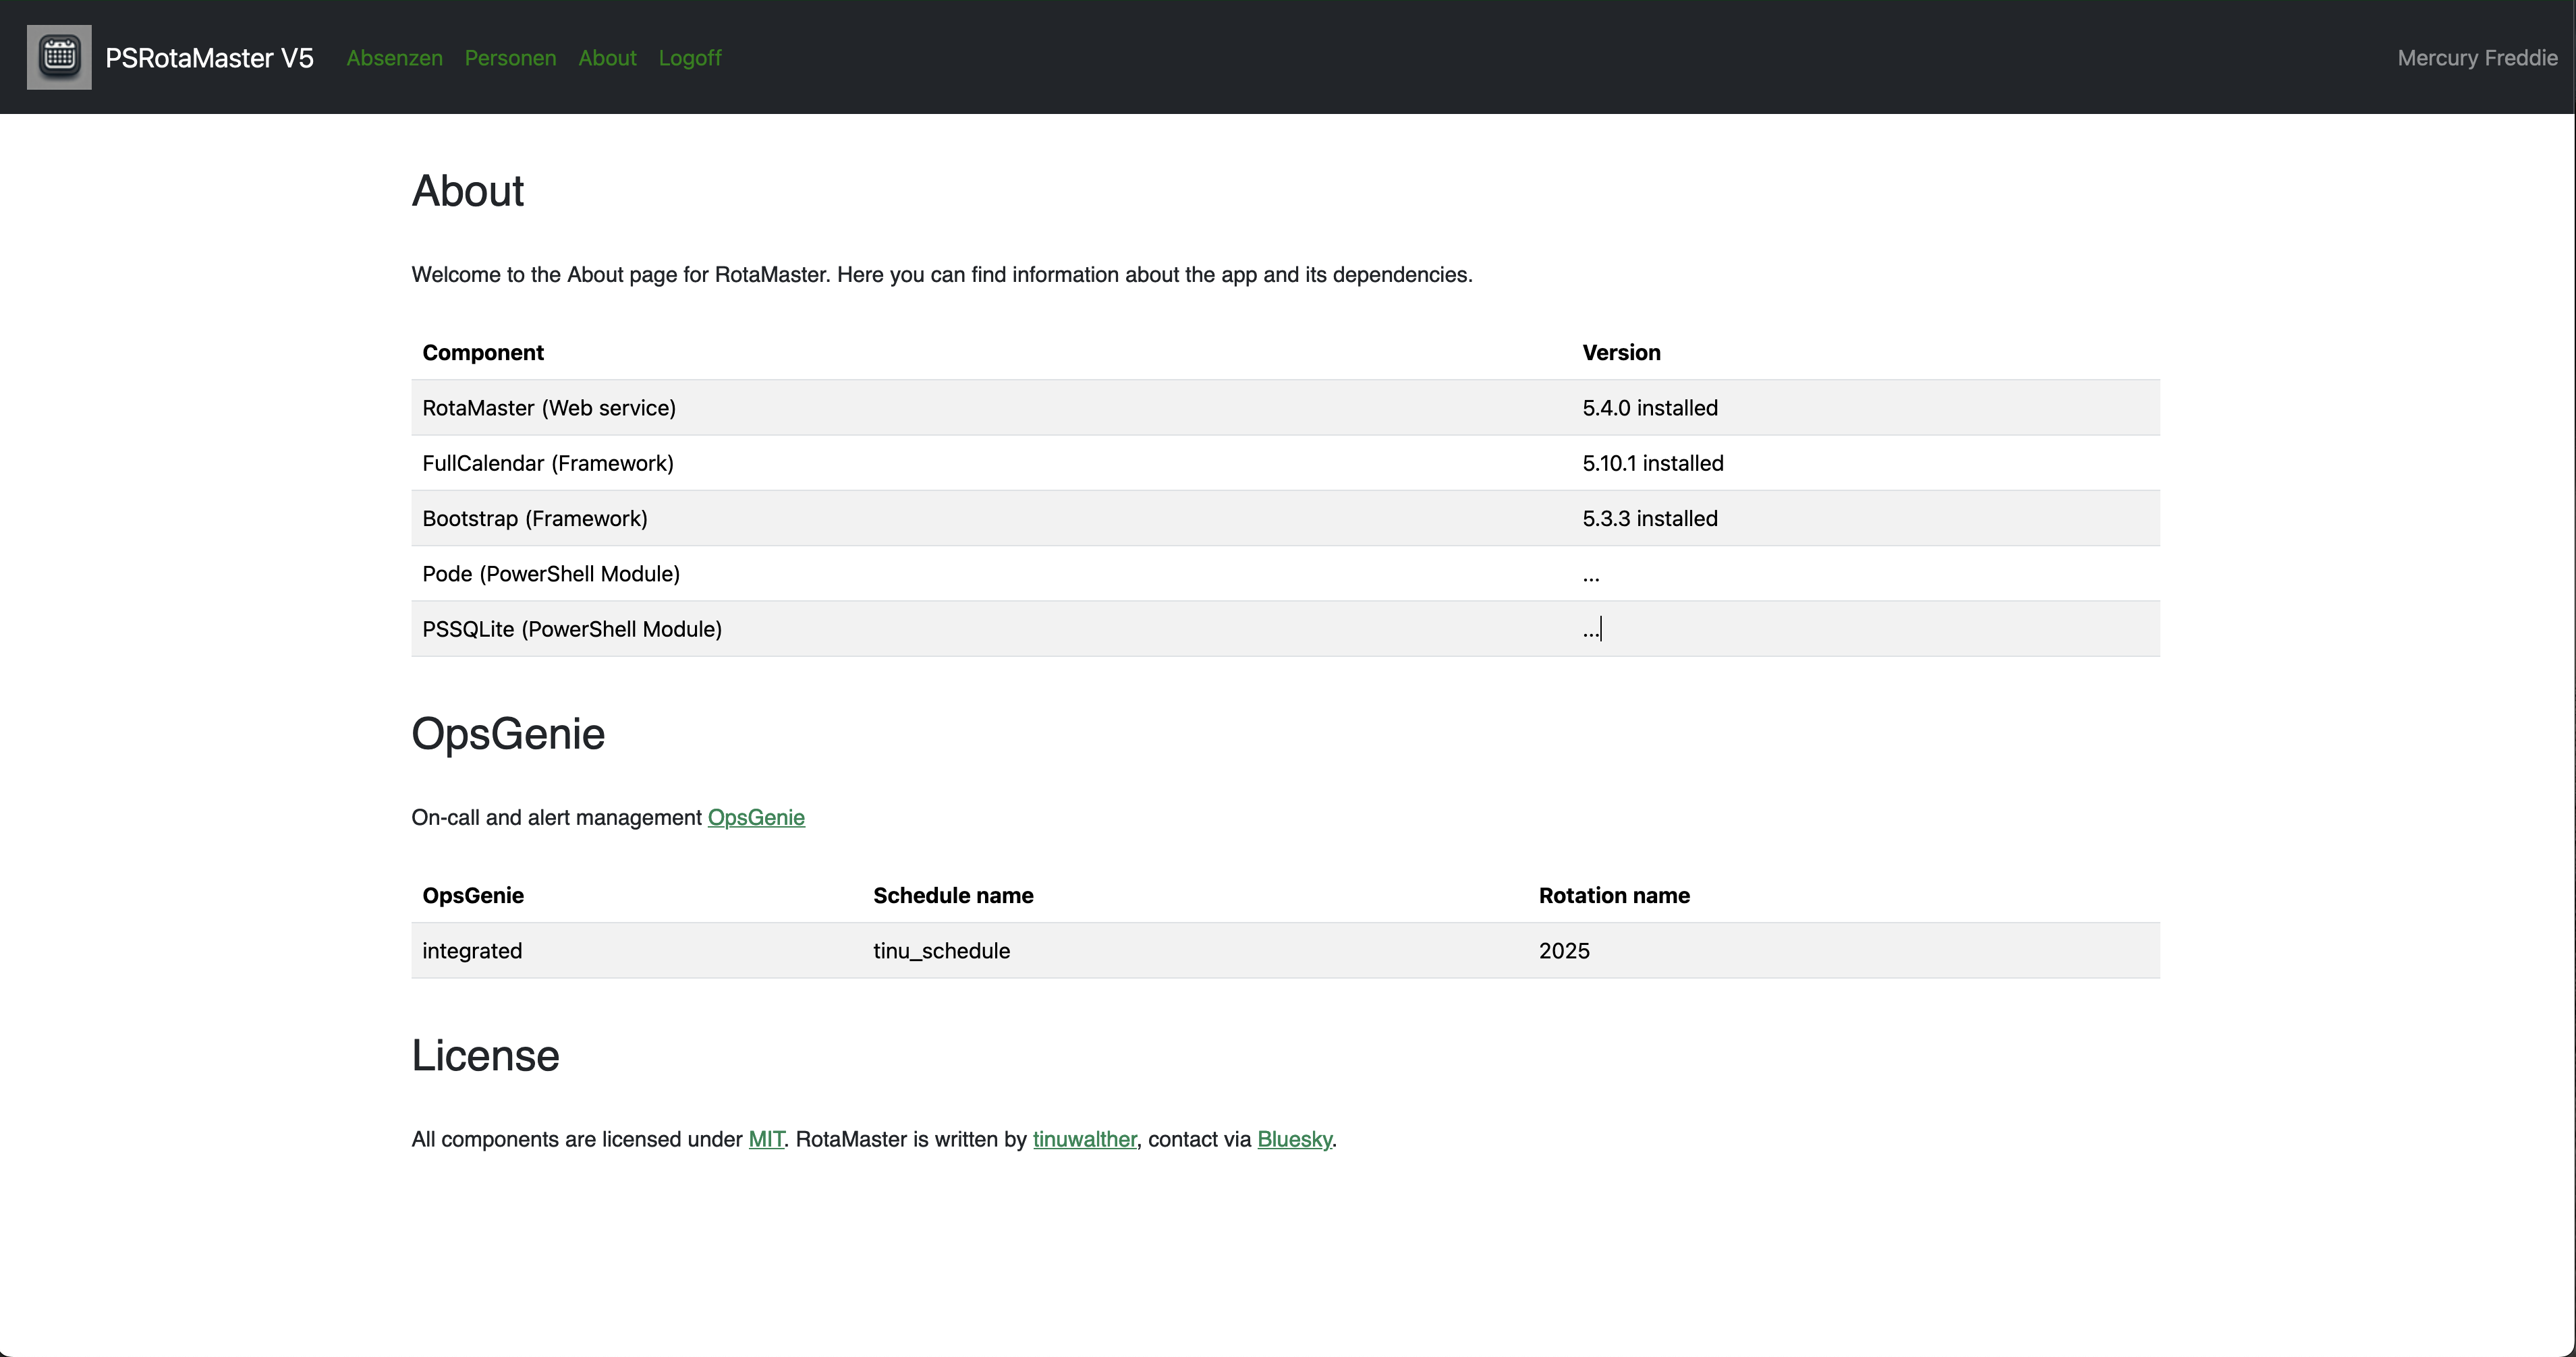 PSRotaMaster V5 Absenzen Personen About Logoff Mercury Freddie
About
Welcome to the About page for RotaMaster. Here you can find information about the app and its dependencies.
Component Version
RotaMaster (Web service) 5.4.0 installed
FullCalendar (Framework) 5.10.1 installed
Bootstrap (Framework) 5.3.3 installed
Pode (PowerShell Module) ...
PSSQLite (PowerShell Module) ...
OpsGenie
On-call and alert management OpsGenie
OpsGenie Schedule name Rotation name
integrated tinu_schedule 2025
License
All components are licensed under MIT. RotaMaster is written by tinuwalther, contact via Bluesky.